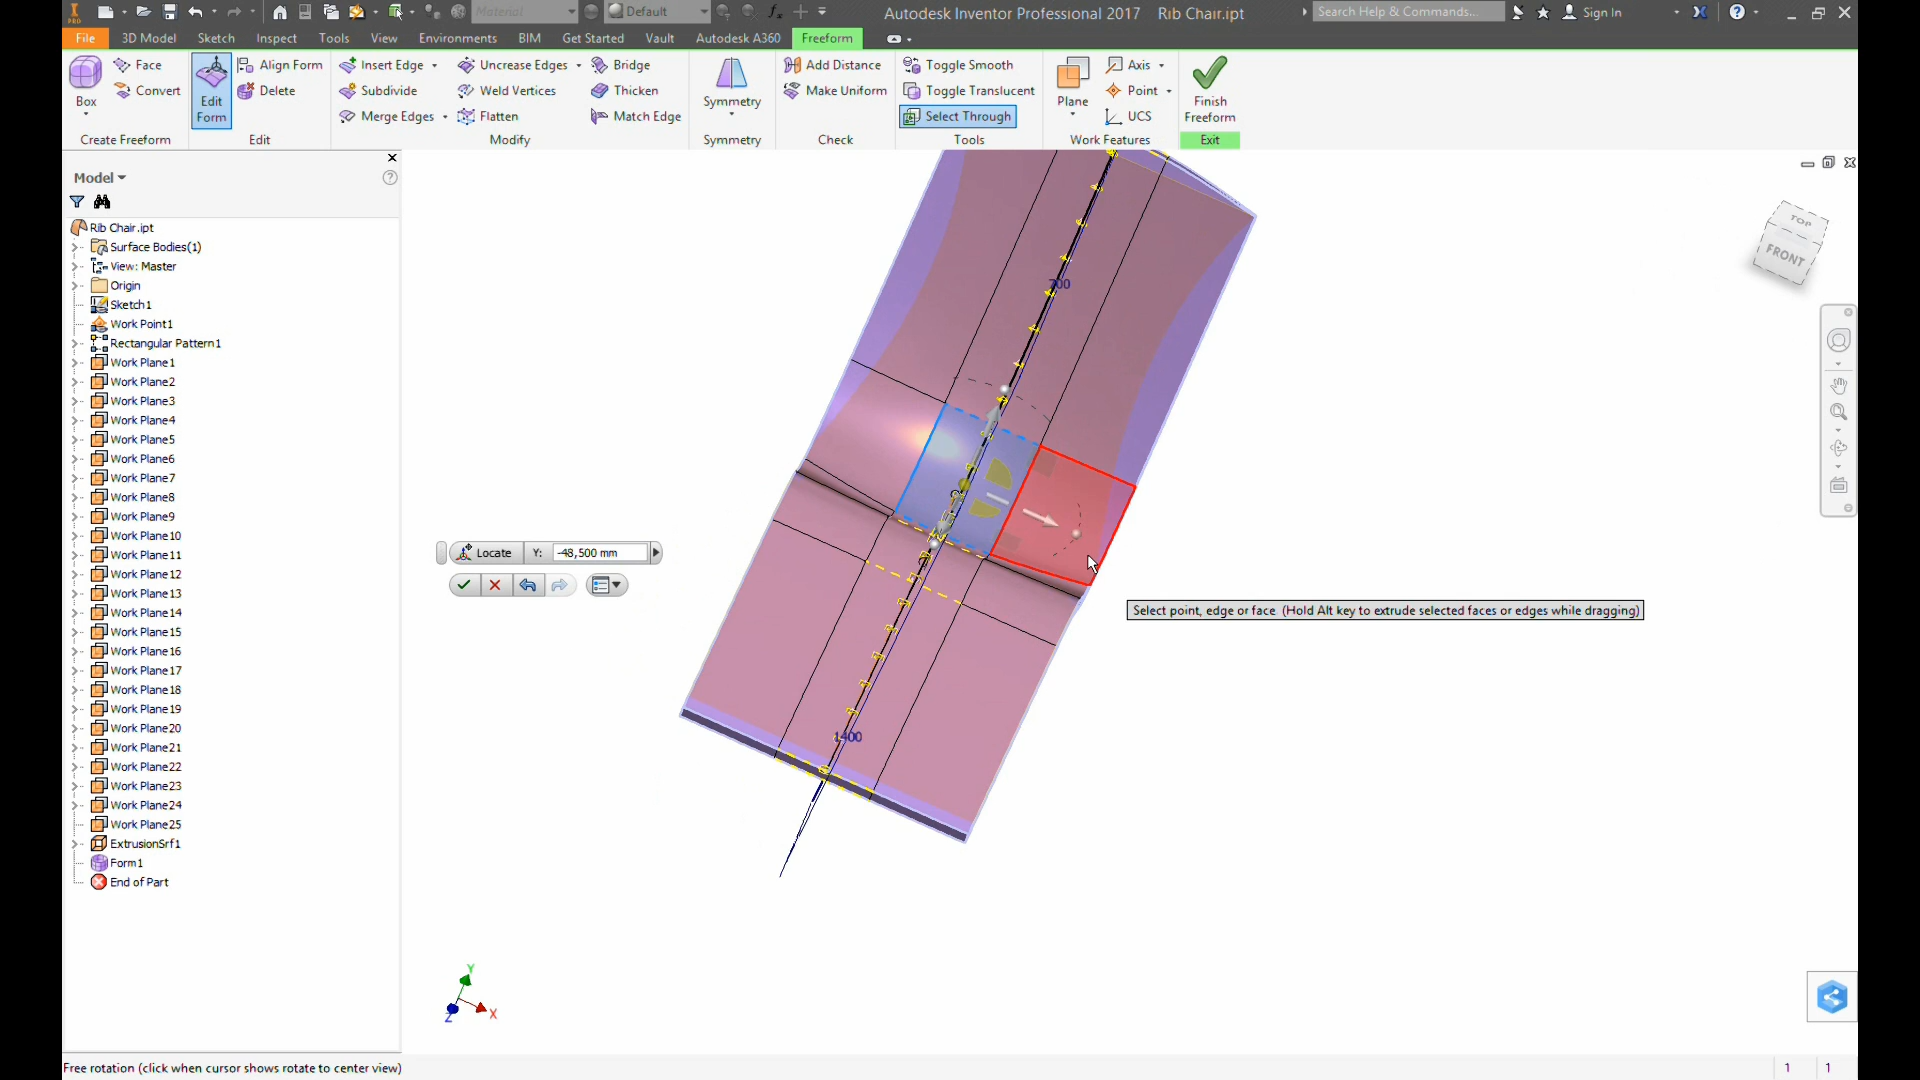 PRO
Material
Default
Autodesk Inventor Professional 2017 Rib Chair.ipt
Search Help & Commands...
Sign In
File 3D Model Sketch Inspect Tools View Environments BIM Get Started Vault Autodesk A360 Freeform
Box
Face
Convert
Create Freeform
Edit
Form
Align Form
Delete
Edit
Insert Edge
Subdivide
Merge Edges
Uncrease Edges
Weld Vertices
Flatten
Bridge
Thicken
Match Edge
Modify
Symmetry
Symmetry
Add Distance
Make Uniform
Check
Toggle Smooth
Toggle Translucent
Select Through
Tools
Plane
Axis
Point
UCS
Work Features
Finish
Freeform
Exit
Model
Rib Chair.ipt
Surface Bodies(1)
View: Master
Origin
Sketch1
Work Point1
Rectangular Pattern1
Work Plane1
Work Plane2
Work Plane3
Work Plane4
Work Plane5
Work Plane6
Work Plane7
Work Plane8
Work Plane9
Work Plane10
Work Plane11
Work Plane12
Work Plane13
Work Plane14
Work Plane15
Work Plane16
Work Plane17
Work Plane18
Work Plane19
Work Plane20
Work Plane21
Work Plane22
Work Plane23
Work Plane24
Work Plane25
ExtrusionSrf1
Form1
End of Part
TOP
FRONT
700
Locate Y: -48,500 mm
Select point, edge or face (Hold Alt key to extrude selected faces or edges while dragging)
1400
Y
X
Z
Free rotation (click when cursor shows rotate to center view)
1 1